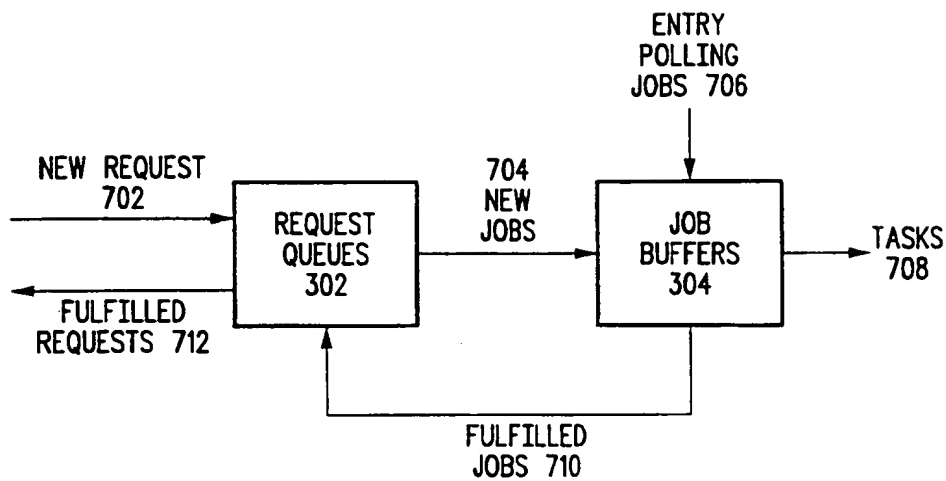 ENTRY
POLLING
JOBS 706
NEW REQUEST
702
704
NEW
JOBS
REQUEST
QUEUES
302
JOB
BUFFERS
304
TASKS
708
FULFILLED
REQUESTS 712
FULFILLED
JOBS 710